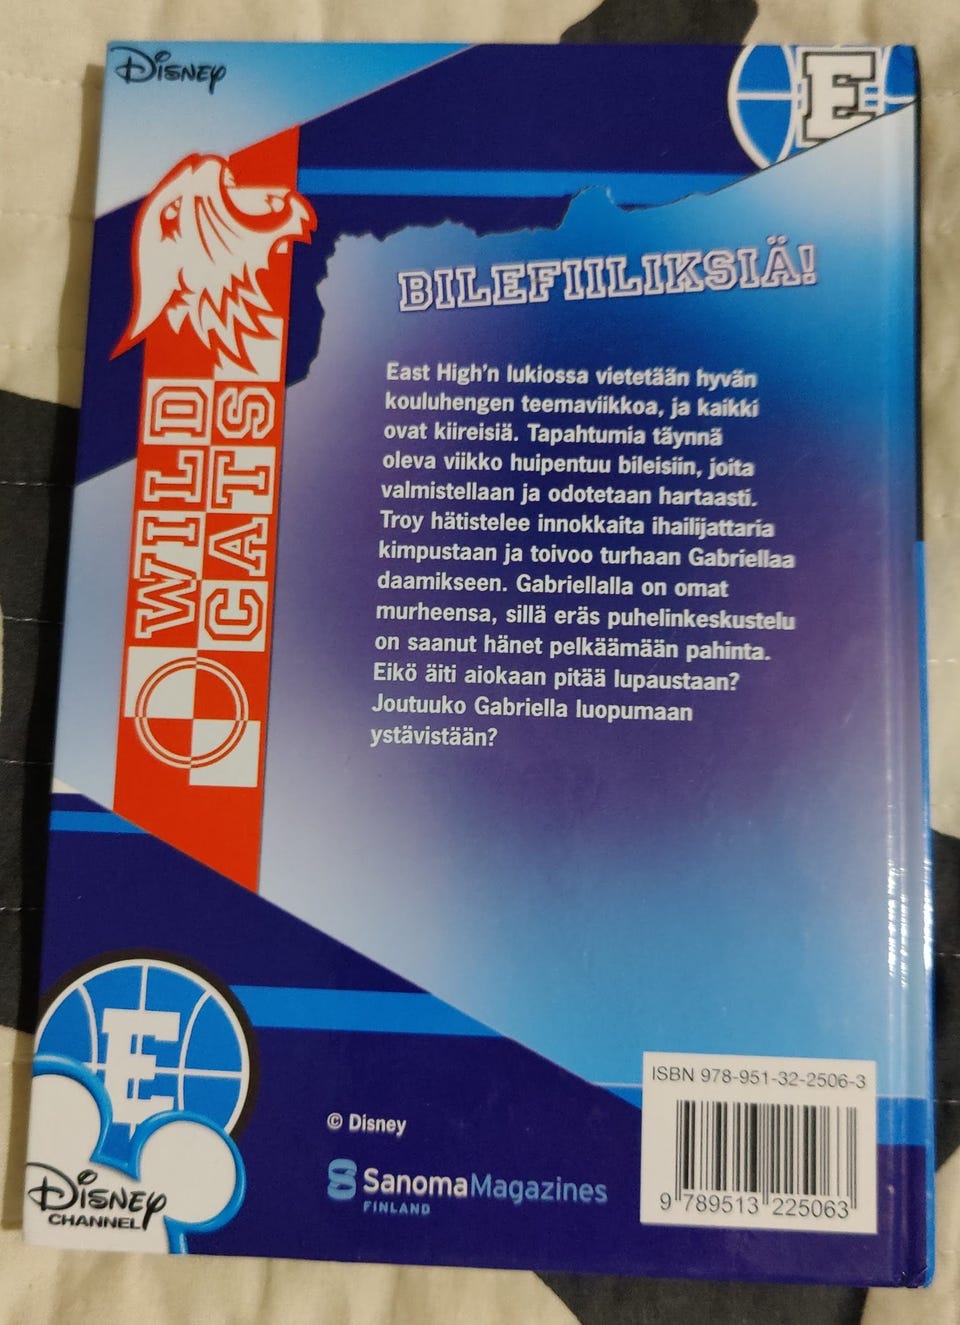 Disney
E
BILEFIILIKSIÄ!
East High'n lukiossa vietetään hyvän
kouluhengen teemaviikkoa, ja kaikki
ovat kiireisiä. Tapahtumia täynnä
oleva viikko huipentuu bileisiin, joita
valmistellaan ja odotetaan hartaasti.
Troy hätistelee innokkaita ihailijattaria
kimpustaan ja toivoo turhaan Gabriellaa
daamikseen. Gabriellalla on omat
murheensa, sillä eräs puhelinkeskustelu
on saanut hänet pelkäämään pahinta.
Eikö äiti aiokaan pitää lupaustaan?
Joutuuko Gabriella luopumaan
ystävistään?
WILD
CATS
E
Disney
CHANNEL
© Disney
SanomaMagazines
FINLAND
ISBN 978-951-32-2506-3
9 789513 225063